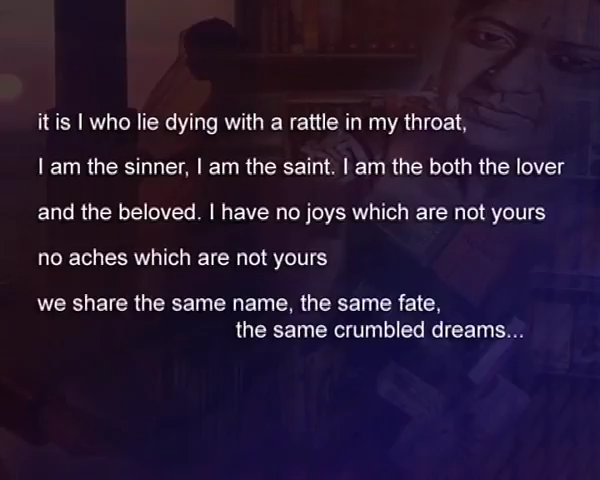 it is I who lie dying with a rattle in my throat,
I am the sinner, I am the saint. I am the both the lover
and the beloved. I have no joys which are not yours
no aches which are not yours
we share the same name, the same fate,
the same crumbled dreams...